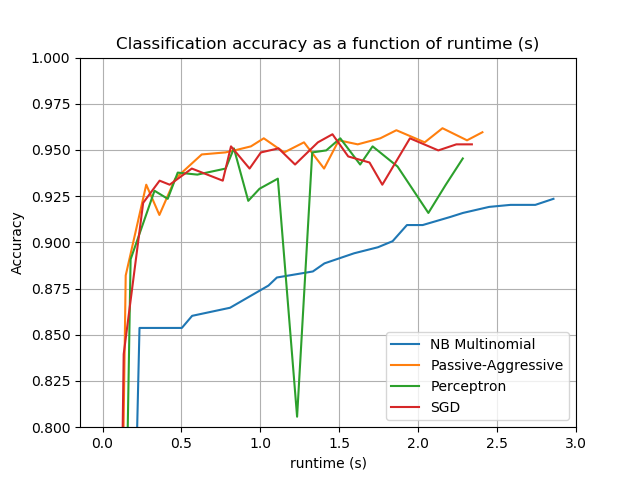 Classification accuracy as a function of runtime (s)
1.000
0.975
0.950
0.925
0.900
0.875
0.850
0.825
0.800
Accuracy
NB Multinomial
Passive-Aggressive
Perceptron
SGD
0.0 0.5 1.0 1.5 2.0 2.5 3.0
runtime (s)